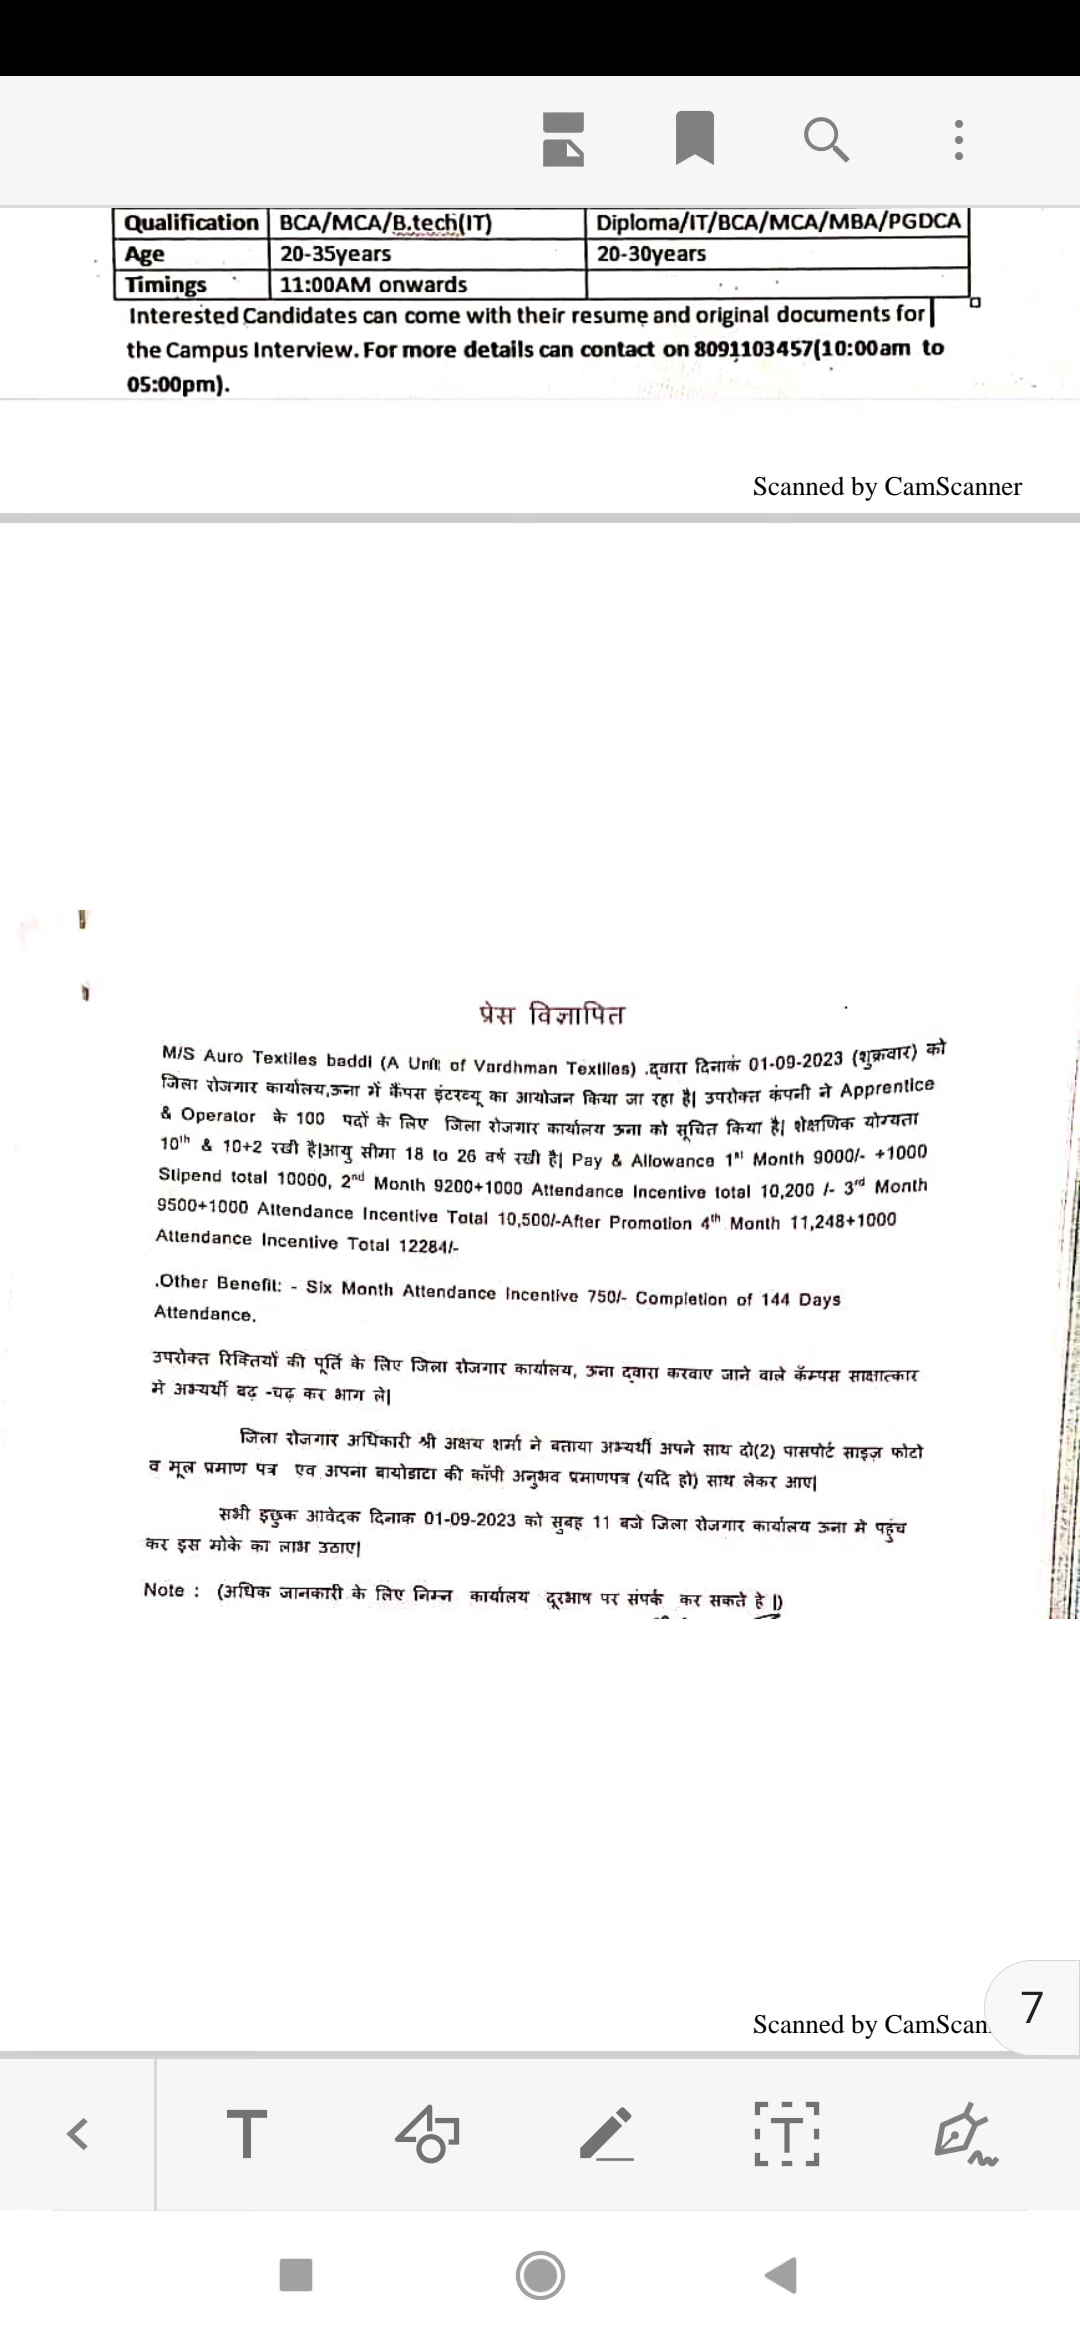 Qualification BCA/MCA/B.tech(IT) Diploma/IT/BCA/MCA/MBA/PGDCA
Age 20-35years 20-30years
Timings 11:00AM onwards
Interested Candidates can come with their resume and original documents for
the Campus Interview. For more details can contact on 8091103457(10:00am to
05:00pm).
Scanned by CamScanner
प्रेस विज्ञापित
M/S Auro Textiles baddi (A Unit of Vardhman Textiles) .द्वारा दिनाकं 01-09-2023 (शुक्रवार) को
जिला रोजगार कार्यालय,ऊना में कैंपस इंटरव्यू का आयोजन किया जा रहा है| उपरोक्त कंपनी ने Apprentice
& Operator के 100 पदों के लिए जिला रोजगार कार्यालय ऊना को सूचित किया है| शेक्षणिक योग्यता
10th & 10+2 रखी है|आयु सीमा 18 to 26 वर्ष रखी है| Pay & Allowance 1st Month 9000/- +1000
Stipend total 10000, 2nd Month 9200+1000 Attendance Incentive total 10,200 /- 3rd Month
9500+1000 Attendance Incentive Total 10,500/-After Promotion 4th Month 11,248+1000
Attendance Incentive Total 12284/-
.Other Benefit: - Six Month Attendance Incentive 750/- Completion of 144 Days
Attendance.
उपरोक्त रिक्तियों की पूर्ति के लिए जिला रोजगार कार्यालय, ऊना द्वारा करवाए जाने वाले कॅम्पस साक्षात्कार
मे अभ्यर्थी बढ़ -चढ़ कर भाग ले|
जिला रोजगार अधिकारी श्री अक्षय शर्मा ने बताया अभ्यर्थी अपने साथ दो(2) पासपोर्ट साइज़ फोटो
व मूल प्रमाण पत्र एव अपना बायोडाटा की कॉपी अनुभव प्रमाणपत्र (यदि हो) साथ लेकर आए|
सभी इछुक आवेदक दिनाक 01-09-2023 को सुबह 11 बजे जिला रोजगार कार्यालय ऊना मे पहुंच
कर इस मोके का लाभ उठाए|
Note : (अधिक जानकारी के लिए निम्न कार्यालय दूरभाष पर संपर्क कर सकते हे |)
Scanned by CamScan
7